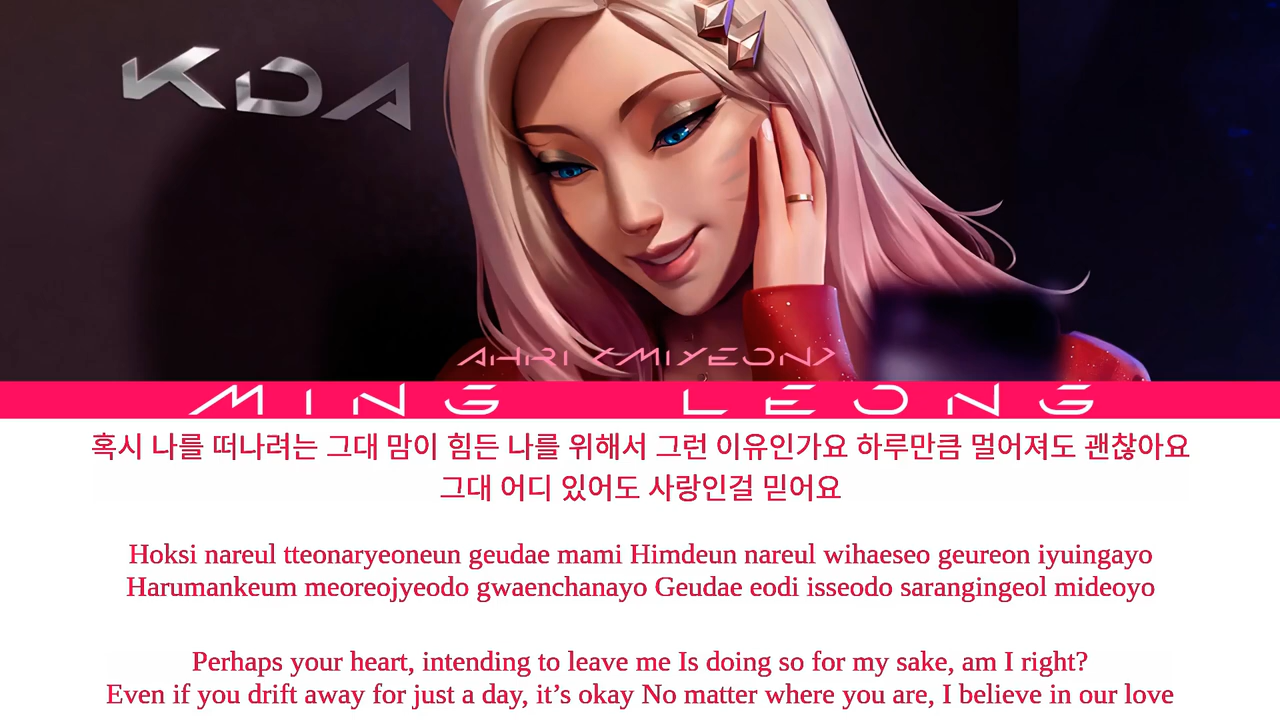 KDA
AHRI <MIYEON>
MING LEONG
혹시 나를 떠나려는 그대 맘이 힘든 나를 위해서 그런 이유인가요 하루만큼 멀어져도 괜찮아요
그대 어디 있어도 사랑인걸 믿어요
Hoksi nareul tteonaryeoneun geudae mami Himdeun nareul wihaeseo geureon iyuingayo
Harumankeum meoreojyeodo gwaenchanayo Geudae eodi isseodo sarangingeol mideoyo
Perhaps your heart, intending to leave me Is doing so for my sake, am I right?
Even if you drift away for just a day, it’s okay No matter where you are, I believe in our love